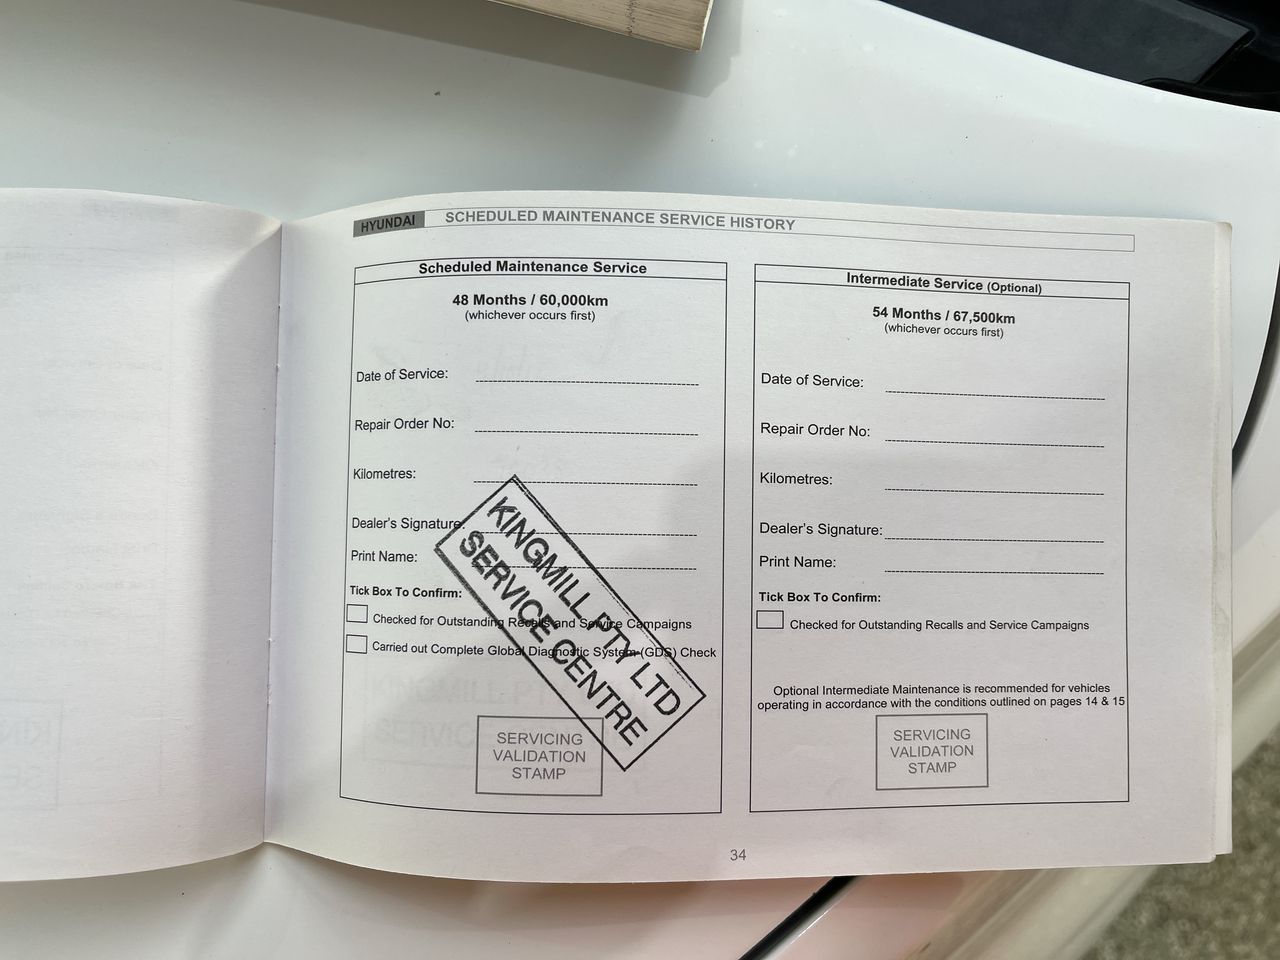 HYUNDAI SCHEDULED MAINTENANCE SERVICE HISTORY
Scheduled Maintenance Service
48 Months / 60,000km
(whichever occurs first)
Date of Service:
Repair Order No:
Kilometres:
Dealer's Signature:
Print Name:
Tick Box To Confirm:
Checked for Outstanding Recalls and Service Campaigns
Carried out Complete Global Diagnostic System (GDS) Check
KINGMILL PTY LTD
SERVICE CENTRE
SERVICING
VALIDATION
STAMP
Intermediate Service (Optional)
54 Months / 67,500km
(whichever occurs first)
Date of Service:
Repair Order No:
Kilometres:
Dealer's Signature:
Print Name:
Tick Box To Confirm:
Checked for Outstanding Recalls and Service Campaigns
Optional Intermediate Maintenance is recommended for vehicles
operating in accordance with the conditions outlined on pages 14 & 15
SERVICING
VALIDATION
STAMP
34